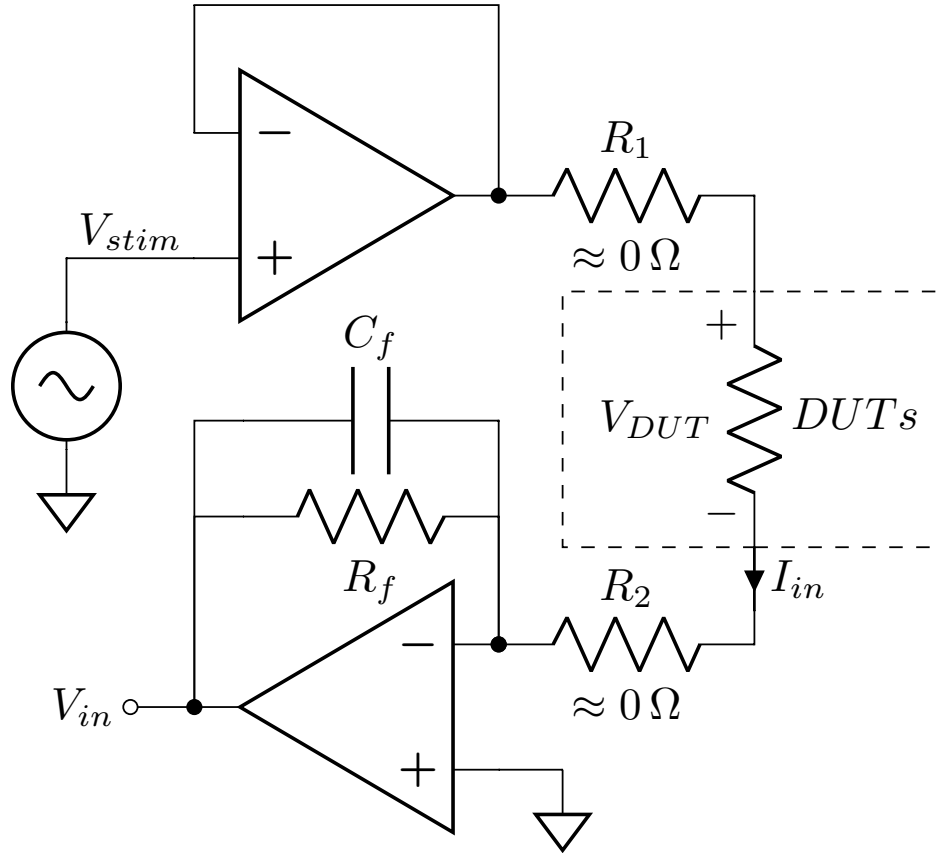 R1
−
Vstim
+
≈ 0 Ω
Cf
+
VDUT
DUTs
−
Rf
R2
Iin
−
Vin
≈ 0 Ω
+